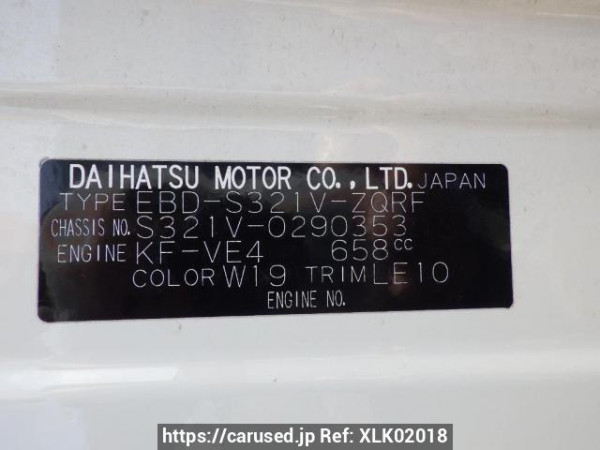 DAIHATSU MOTOR CO., LTD. JAPAN
TYPE EBD-S321V-ZQRF
CHASSIS NO. S321V-0290353
ENGINE KF-VE4 658cc
COLOR W19 TRIM LE10
ENGINE NO.
https://carused.jp Ref: XLK02018